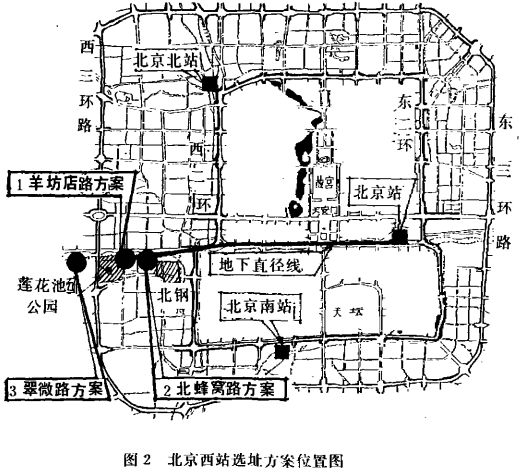 西三环路
北京北站
东二环
东三环路
西二环
故宫
天安门
1羊坊店路方案
北京站
地下直径线
莲花池
公园
北钢
北京南站
天坛
3翠微路方案
2北蜂窝路方案
图2 北京西站选址方案位置图